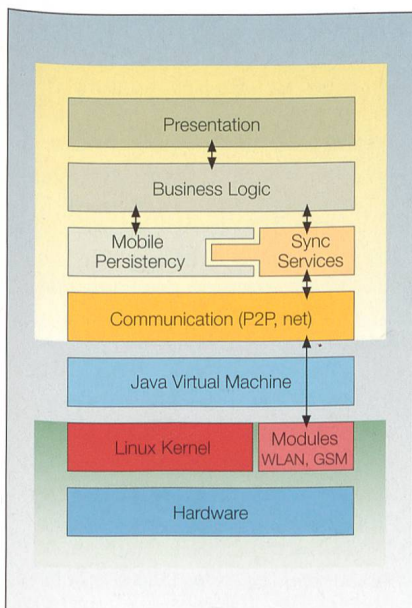 Presentation
Business Logic
Mobile
Persistency
Sync
Services
Communication (P2P, net)
Java Virtual Machine
Linux Kernel
Modules
WLAN, GSM
Hardware